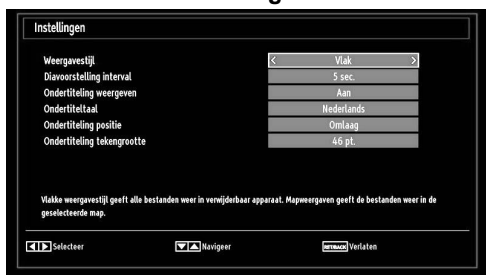 Instellingen
Weergavestijl < Vlak >
Diavoorstelling interval 5 sec.
Ondertiteling weergeven Aan
Ondertiteltaal Nederlands
Ondertiteling positie Omlaag
Ondertiteling tekengrootte 46 pt.
Vlakke weergavestijl geeft alle bestanden weer in verwijderbaar apparaat. Mapweergaven geeft de bestanden weer in de
geselecteerde map.
Selecteer Navigeer RET/BACK Verlaten